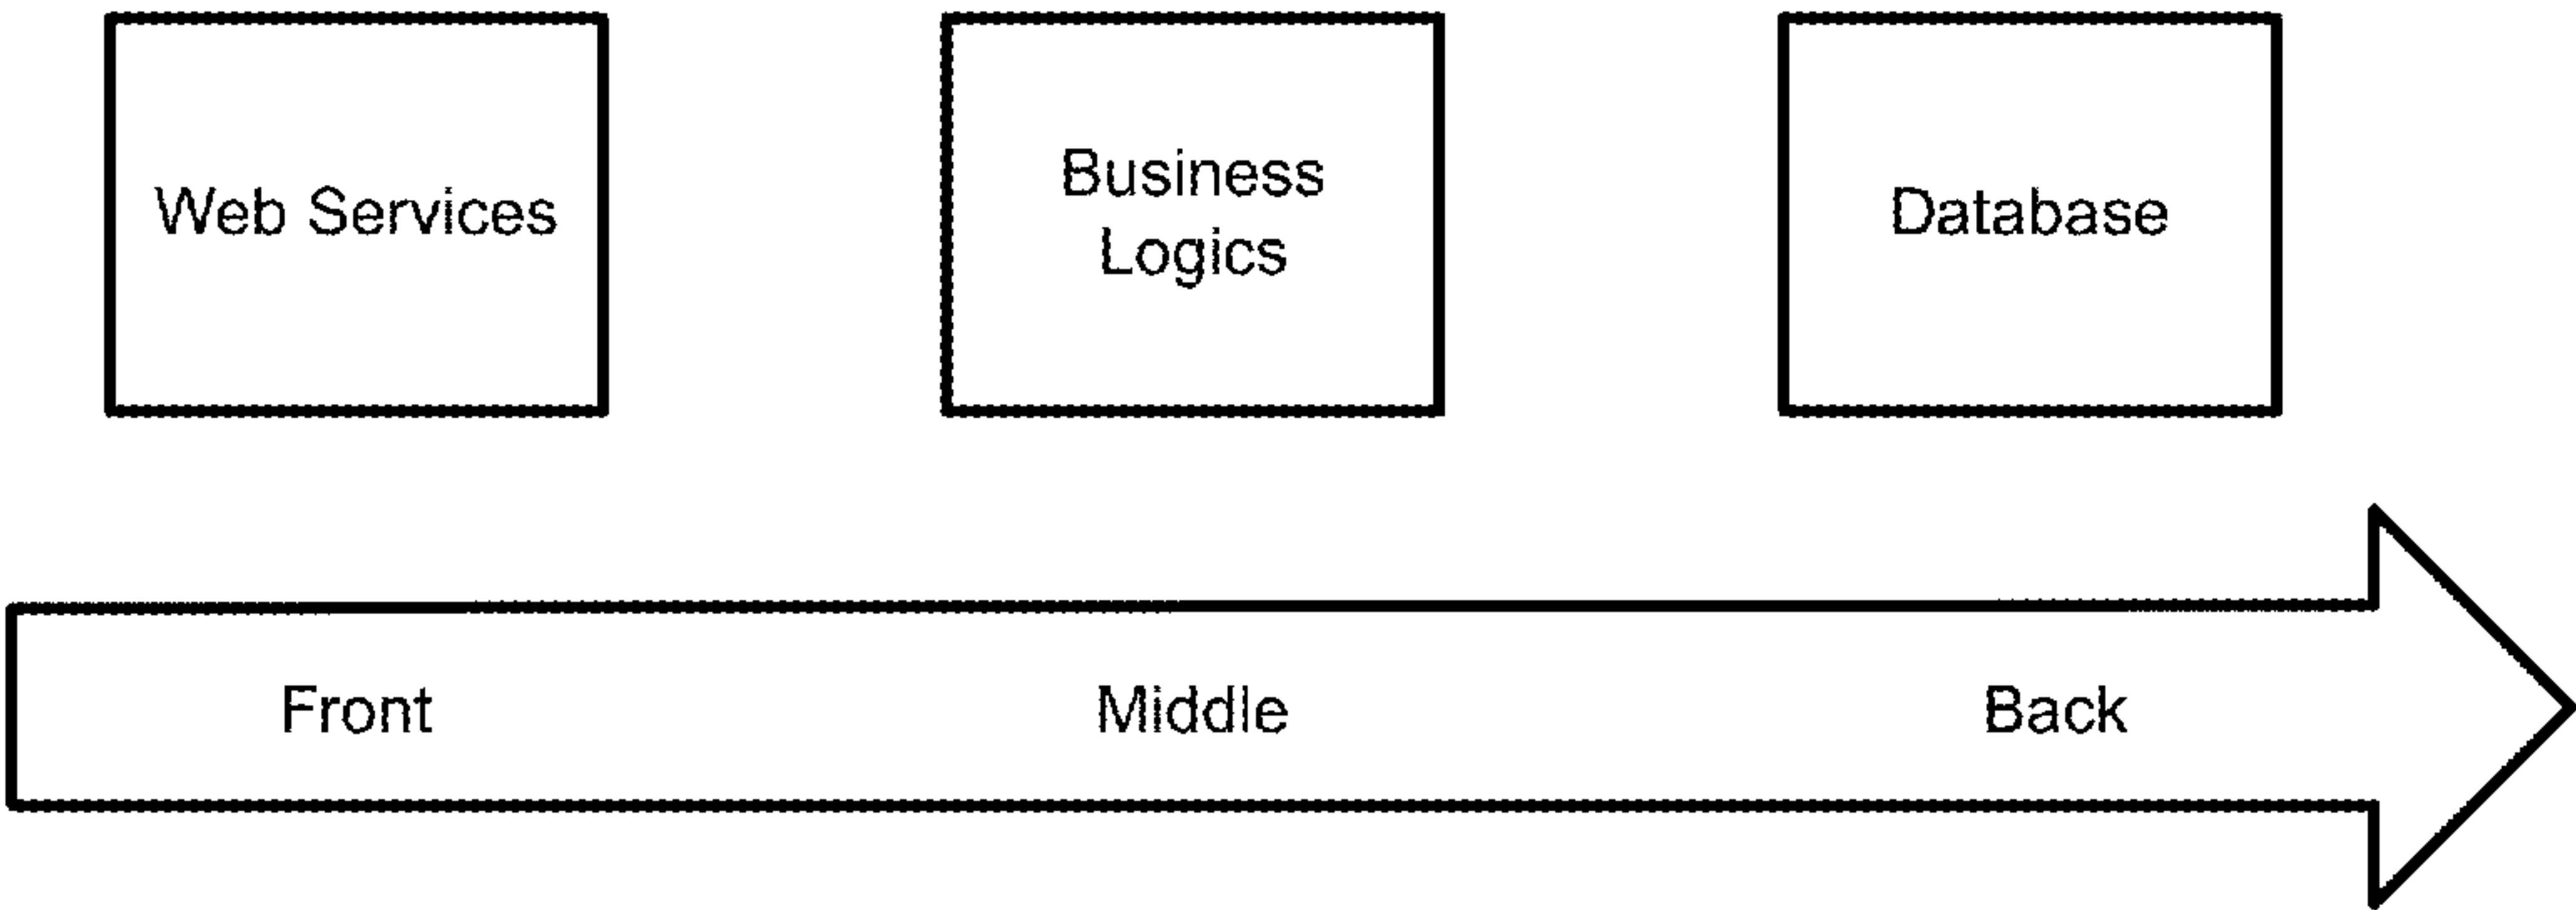 Web Services
Business
Logics
Database
Front
Middle
Back